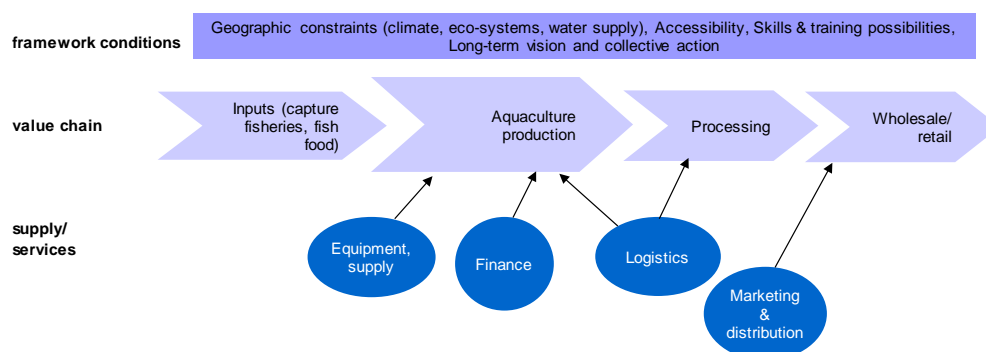 framework conditions
Geographic constraints (climate, eco-systems, water supply), Accessibility, Skills & training possibilities,
Long-term vision and collective action
value chain
Inputs (capture
fisheries, fish
food)
Aquaculture
production
Processing
Wholesale/
retail
supply/
services
Equipment,
supply
Finance
Logistics
Marketing
&
distribution